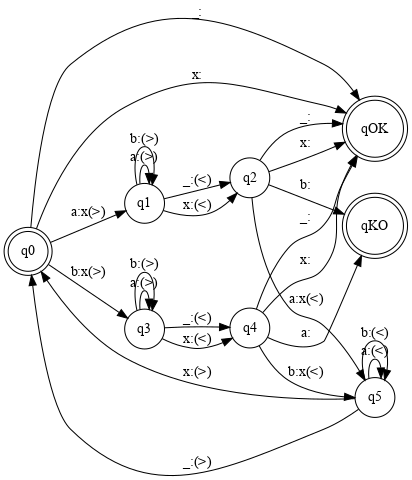 _:
x:
b:(>)
a:(>)
_:
a:x(>)
q1
_:(<)
x:(<)
q2
x:
b:
qOK
qKO
q0
b:x(>)
b:(>)
a:(>)
q3
_:(<)
x:(<)
q4
_:
x:
a:x(<)
a:
b:x(<)
b:(<)
a:(<)
q5
x:(>)
_:(>)